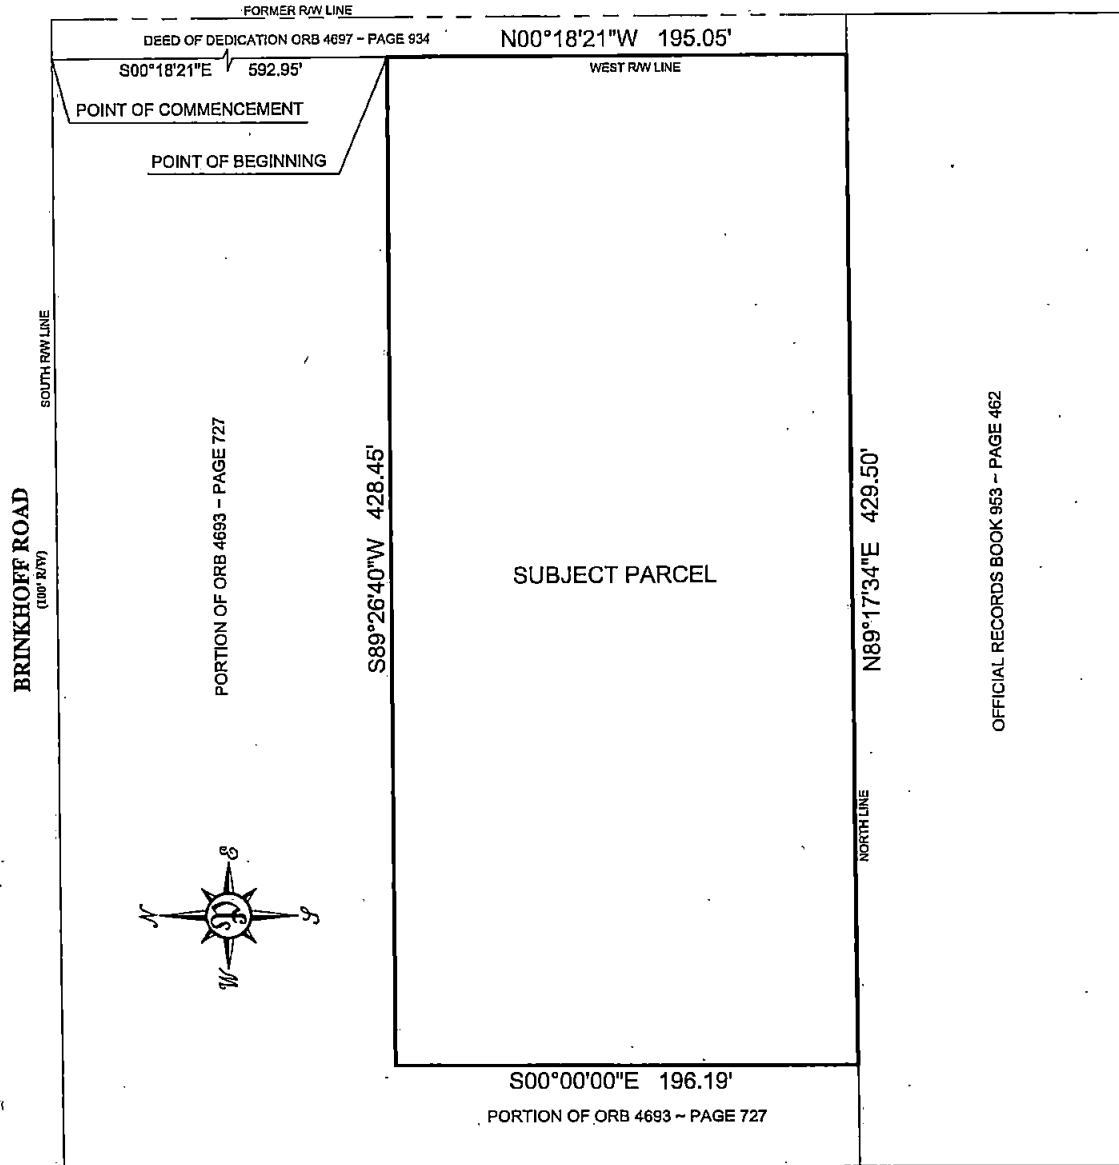 FORMER R/W LINE
DEED OF DEDICATION ORB 4697 ~ PAGE 934
N00°18'21"W 195.05'
S00°18'21"E 592.95'
WEST R/W LINE
POINT OF COMMENCEMENT
POINT OF BEGINNING
SOUTH R/W LINE
BRINKHOFF ROAD
(100' R/W)
PORTION OF ORB 4693 ~ PAGE 727
S89°26'40"W 428.45'
SUBJECT PARCEL
N89°17'34"E 429.50'
OFFICIAL RECORDS BOOK 953 ~ PAGE 462
NORTH LINE
N
E
S
W
S00°00'00"E 196.19'
PORTION OF ORB 4693 ~ PAGE 727